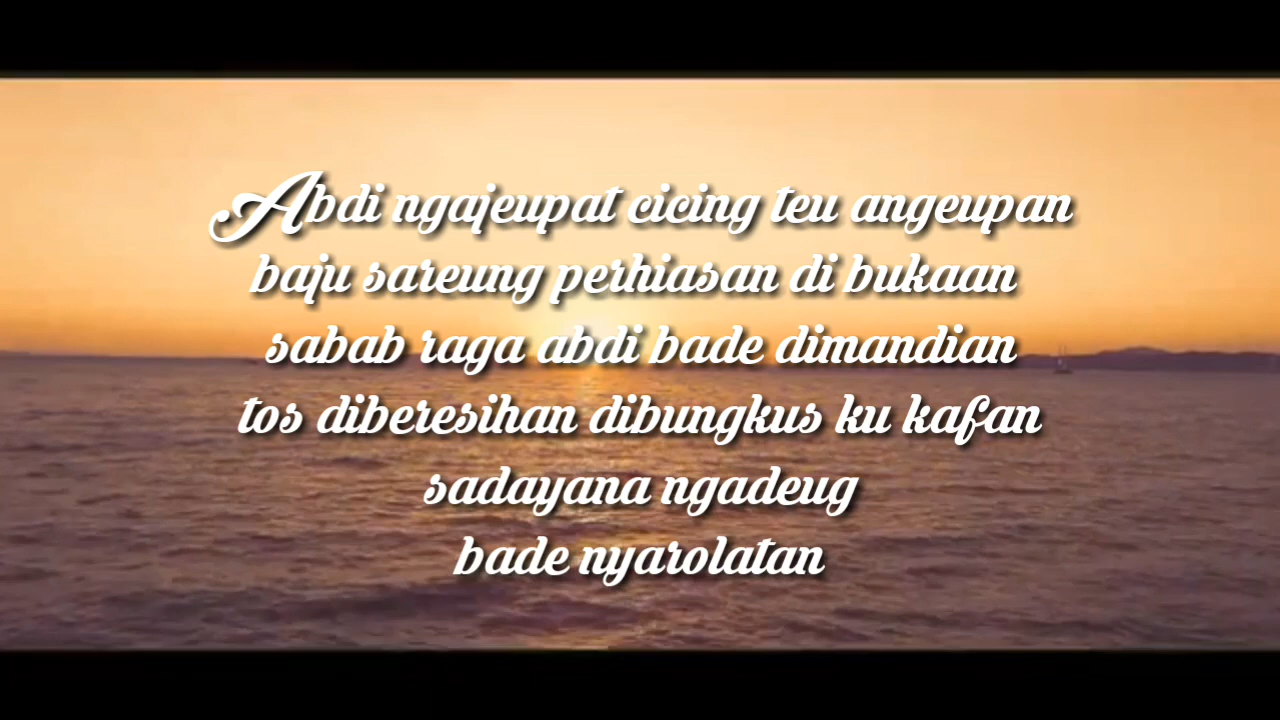 Abdi ngajeupat cicing teu angeupan
baju sareung perhiasan di bukaan
sabab raga abdi bade dimandian
tos diberesihan dibungkus ku kafan
sadayana ngadeug
bade nyarolatan